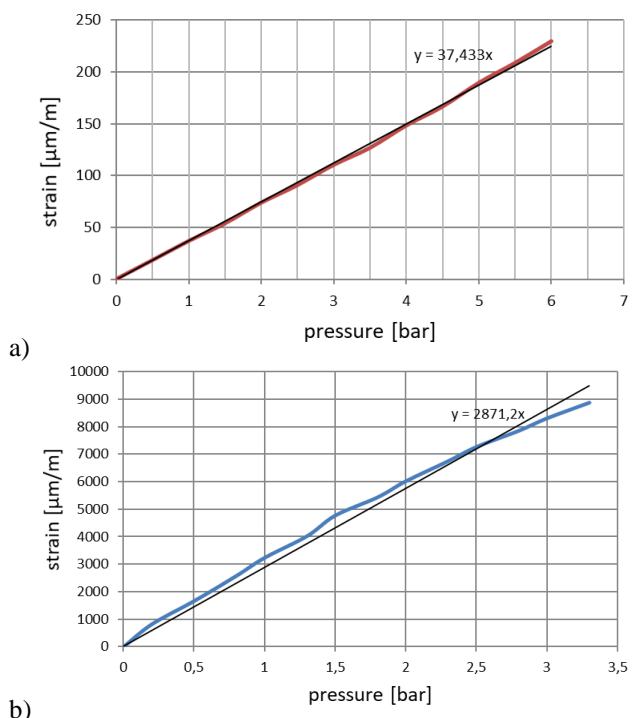 250
200
150
100
50
0
strain [µm/m]
y = 37,433x
0 1 2 3 4 5 6 7
pressure [bar]
a)
10000
9000
8000
7000
6000
5000
4000
3000
2000
1000
0
strain [µm/m]
y = 2871,2x
0 0,5 1 1,5 2 2,5 3 3,5
pressure [bar]
b)